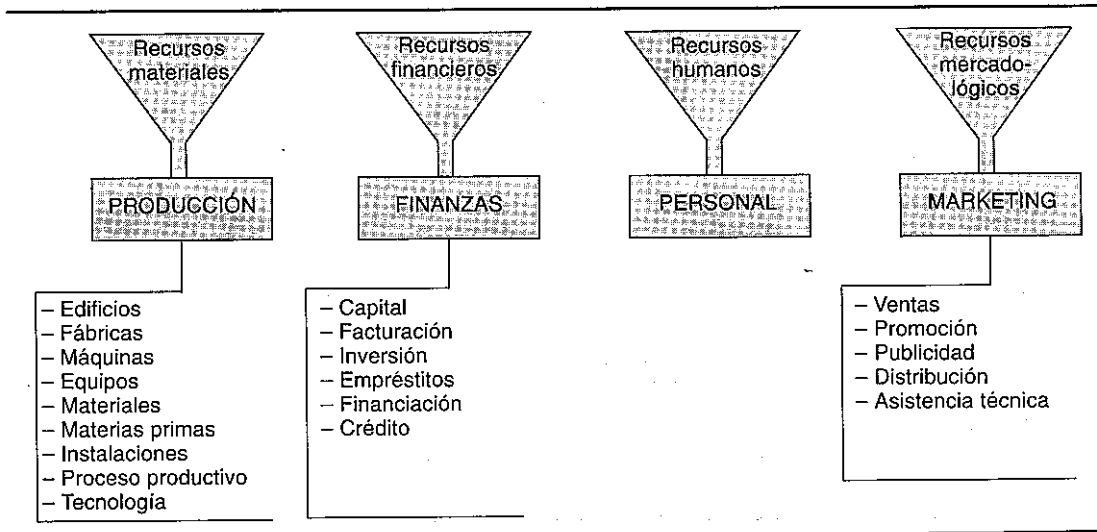 Recursos
materiales
PRODUCCIÓN
– Edificios
– Fábricas
– Máquinas
– Equipos
– Materiales
– Materias primas
– Instalaciones
– Proceso productivo
– Tecnología
Recursos
financieros
FINANZAS
– Capital
– Facturación
– Inversión
– Empréstitos
– Financiación
– Crédito
Recursos
humanos
PERSONAL
Recursos
mercado-
lógicos
MARKETING
– Ventas
– Promoción
– Publicidad
– Distribución
– Asistencia técnica